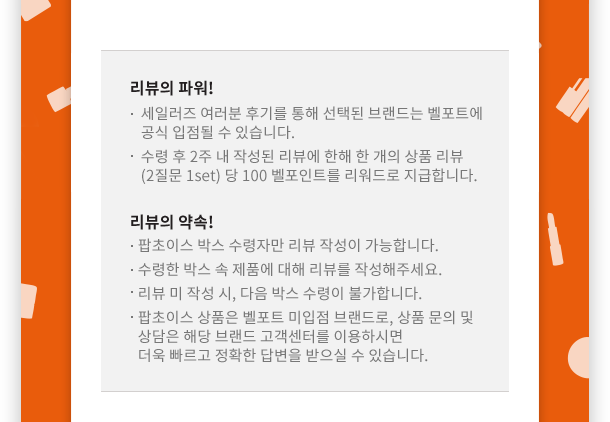 리뷰의 파워!
· 세일러즈 여러분 후기를 통해 선택된 브랜드는 벨포트에
공식 입점될 수 있습니다.
· 수령 후 2주 내 작성된 리뷰에 한해 한 개의 상품 리뷰
(2질문 1set) 당 100 벨포인트를 리워드로 지급합니다.
리뷰의 약속!
· 팝초이스 박스 수령자만 리뷰 작성이 가능합니다.
· 수령한 박스 속 제품에 대해 리뷰를 작성해주세요.
· 리뷰 미 작성 시, 다음 박스 수령이 불가합니다.
· 팝초이스 상품은 벨포트 미입점 브랜드로, 상품 문의 및
상담은 해당 브랜드 고객센터를 이용하시면
더욱 빠르고 정확한 답변을 받으실 수 있습니다.